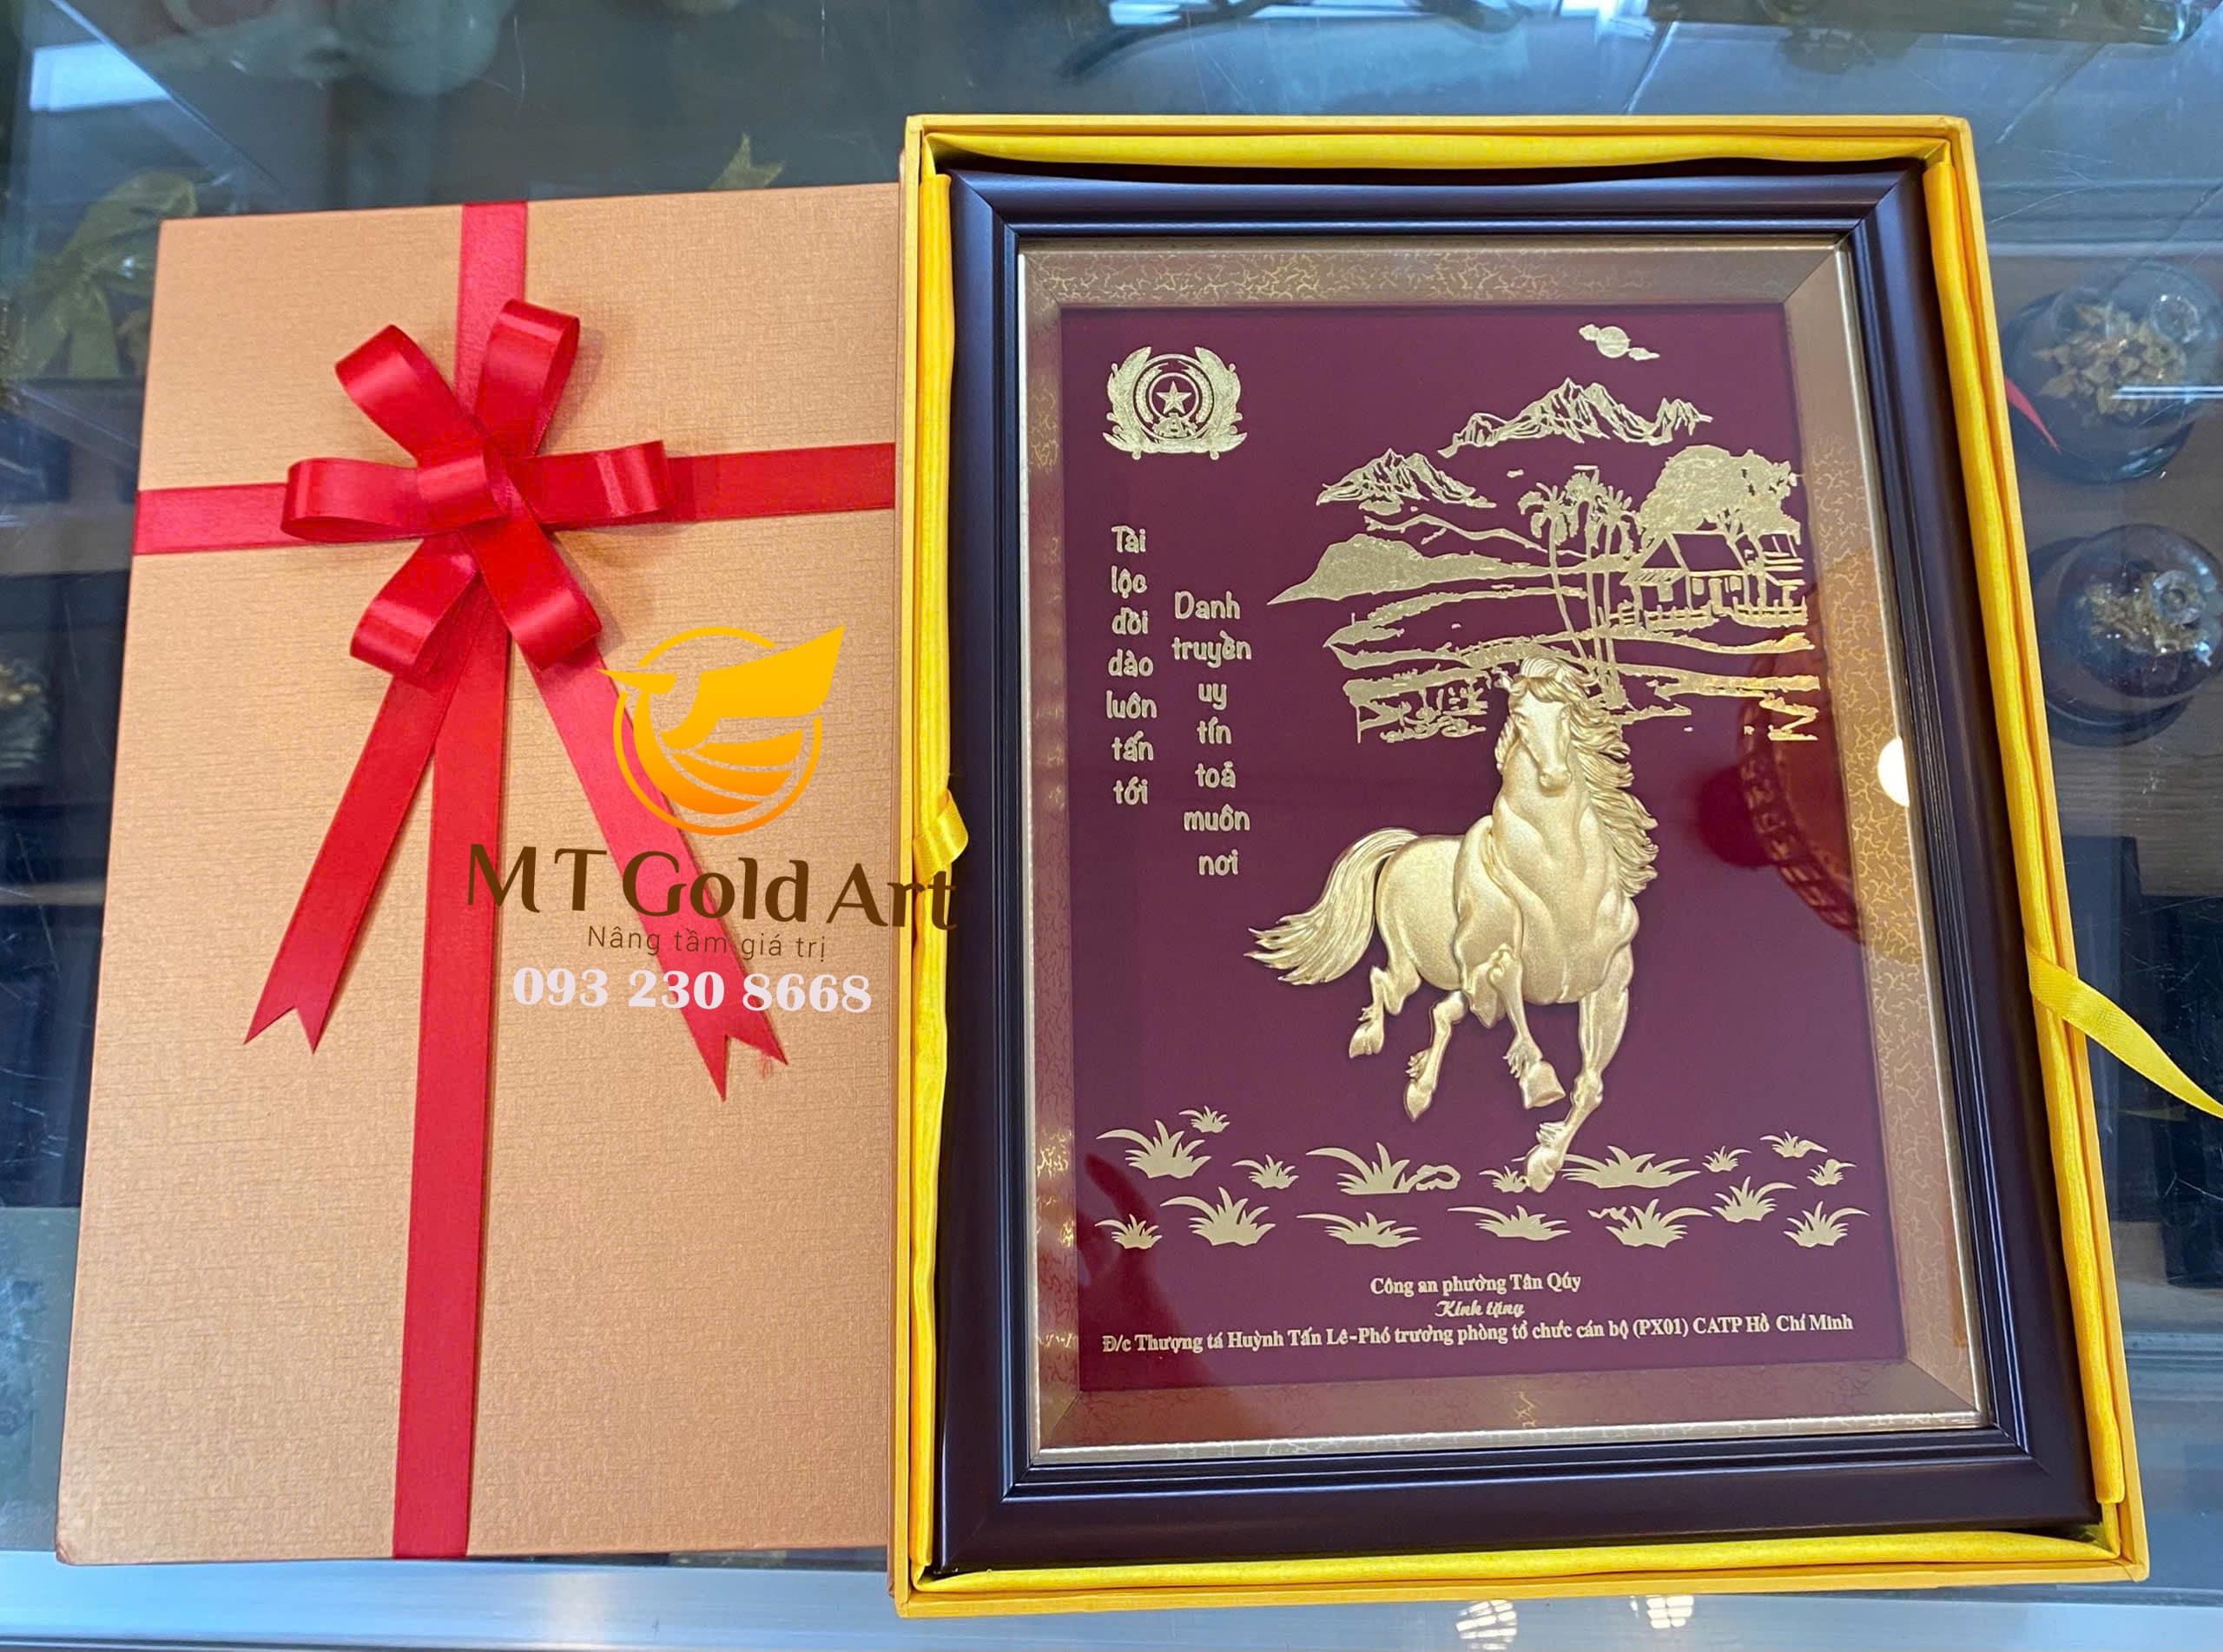 MT Gold Art
Nâng tầm giá trị
093 230 8668
Tài
lộc
dồi
dào
luôn
tấn
tới
Danh
truyền
uy
tín
toả
muôn
nơi
Công an phường Tân Qúy
Kính tặng
Đ/c Thượng tá Huỳnh Tấn Lê-Phó trưởng phòng tổ chức cán bộ (PX01) CATP Hồ Chí Minh